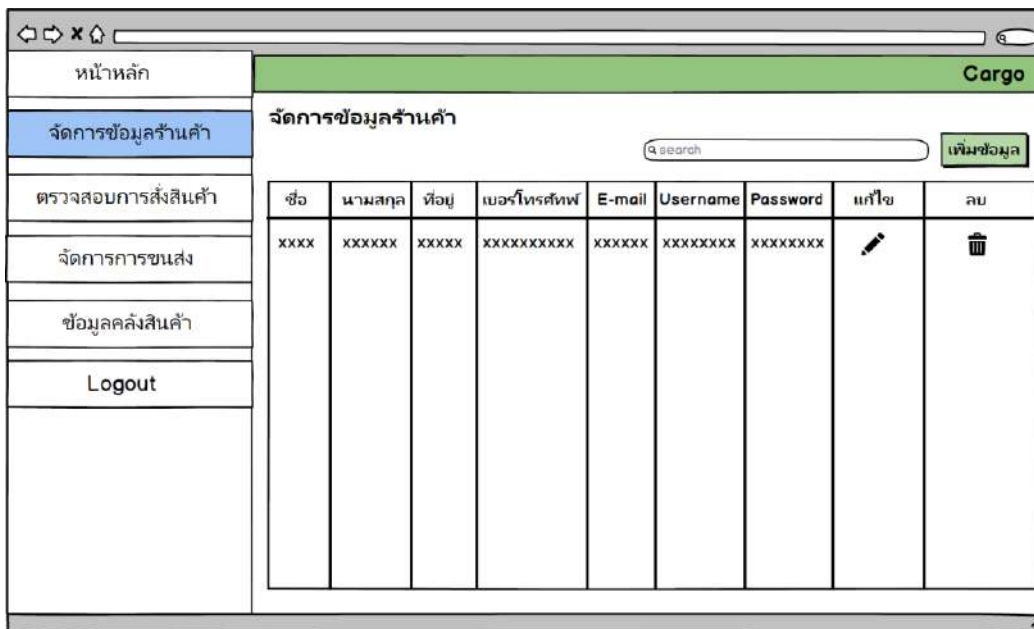 หน้าหลัก
Cargo
จัดการข้อมูลร้านค้า
จัดการข้อมูลร้านค้า
search
เพิ่มข้อมูล
ตรวจสอบการสั่งสินค้า
ชื่อ นามสกุล ที่อยู่ เบอร์โทรศัทพ์ E-mail Username Password แก้ไข ลบ
xxxx xxxxxx xxxxx xxxxxxxxxx xxxxxx xxxxxxxx xxxxxxxx
จัดการการขนส่ง
ข้อมูลคลังสินค้า
Logout